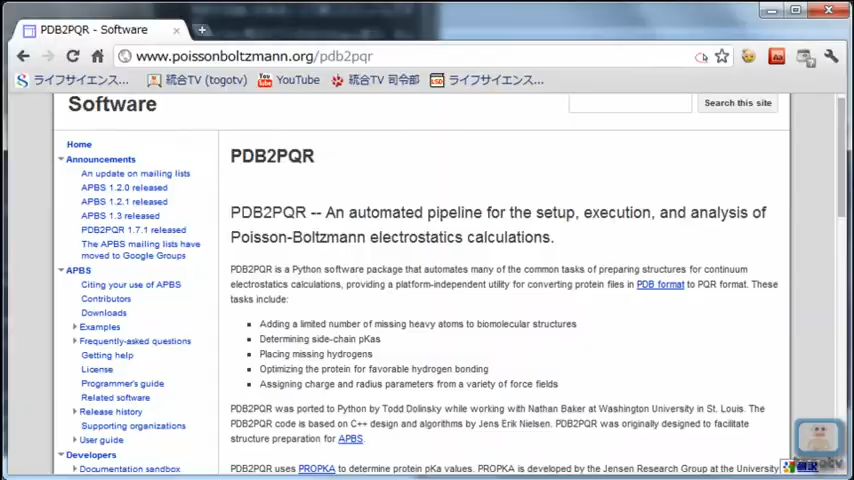 PDB2PQR - Software
www.poissonboltzmann.org/pdb2pqr
ライフサイエンス...
統合TV (togotv)
YouTube
統合TV 司令部
ライフサイエンス...
Software
Search this site
Home
Announcements
An update on mailing lists
APBS 1.2.0 released
APBS 1.2.1 released
APBS 1.3 released
PDB2PQR 1.7.1 released
The APBS mailing lists have
moved to Google Groups
APBS
Citing your use of APBS
Contributors
Downloads
Examples
Frequently-asked questions
Getting help
License
Programmer's guide
Related software
Release history
Supporting organizations
User guide
Developers
Documentation sandbox
PDB2PQR
PDB2PQR -- An automated pipeline for the setup, execution, and analysis of
Poisson-Boltzmann electrostatics calculations.
PDB2PQR is a Python software package that automates many of the common tasks of preparing structures for continuum
electrostatics calculations, providing a platform-independent utility for converting protein files in PDB format to PQR format. These
tasks include:
Adding a limited number of missing heavy atoms to biomolecular structures
Determining side-chain pKas
Placing missing hydrogens
Optimizing the protein for favorable hydrogen bonding
Assigning charge and radius parameters from a variety of force fields
PDB2PQR was ported to Python by Todd Dolinsky while working with Nathan Baker at Washington University in St. Louis. The
PDB2PQR code is based on C++ design and algorithms by Jens Erik Nielsen. PDB2PQR was originally designed to facilitate
structure preparation for APBS.
PDB2PQR uses PROPKA to determine protein pKa values. PROPKA is developed by the Jensen Research Group at the University